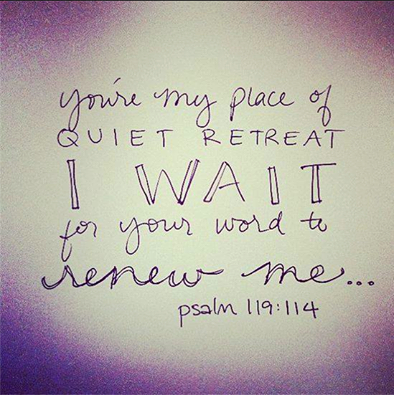 you're my place of
QUIET RETREAT
I WAIT
for your word to
renew me...
psalm 119:114